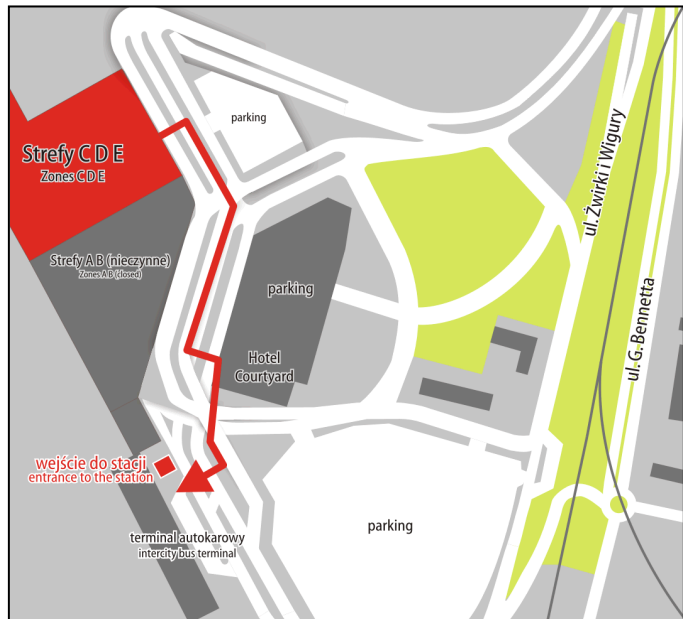 parking
Strefy C D E
Zones C D E
ul. Żwirki i Wigury
Strefy A B (nieczynne)
Zones A B (closed)
parking
ul. G. Bennetta
Hotel
Courtyard
wejście do stacji
entrance to the station
parking
terminal autokarowy
intercity bus terminal